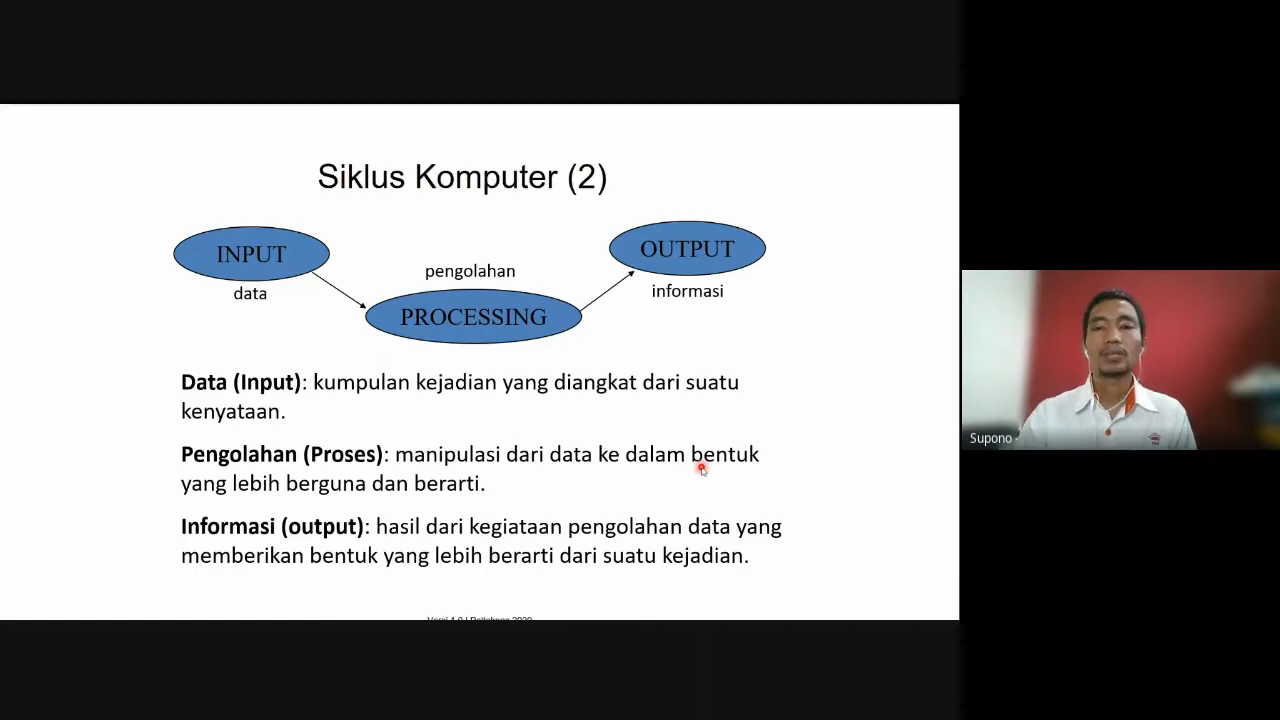 Siklus Komputer (2)
INPUT
data
pengolahan
PROCESSING
OUTPUT
informasi
Data (Input): kumpulan kejadian yang diangkat dari suatu
kenyataan.
Pengolahan (Proses): manipulasi dari data ke dalam bentuk
yang lebih berguna dan berarti.
Informasi (output): hasil dari kegiataan pengolahan data yang
memberikan bentuk yang lebih berarti dari suatu kejadian.
Supono -